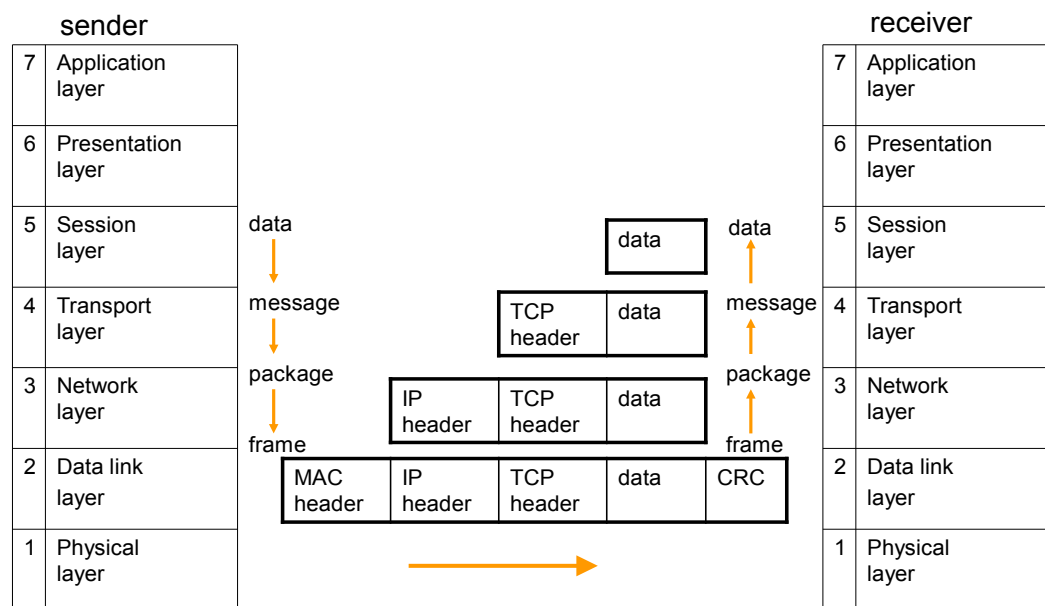 sender
receiver
7 Application
layer
6 Presentation
layer
5 Session
layer
4 Transport
layer
3 Network
layer
2 Data link
layer
1 Physical
layer
data
message
package
frame
data
TCP
header
data
IP
header
TCP
header
data
MAC
header
IP
header
TCP
header
data
CRC
data
message
package
frame
7 Application
layer
6 Presentation
layer
5 Session
layer
4 Transport
layer
3 Network
layer
2 Data link
layer
1 Physical
layer